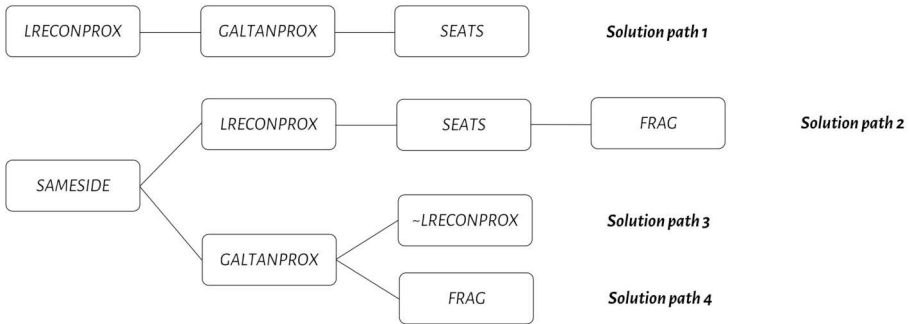 LRECONPROX GALTANPROX SEATS Solution path 1
LRECONPROX SEATS FRAG Solution path 2
SAMESIDE
~LRECONPROX Solution path 3
GALTANPROX
FRAG Solution path 4